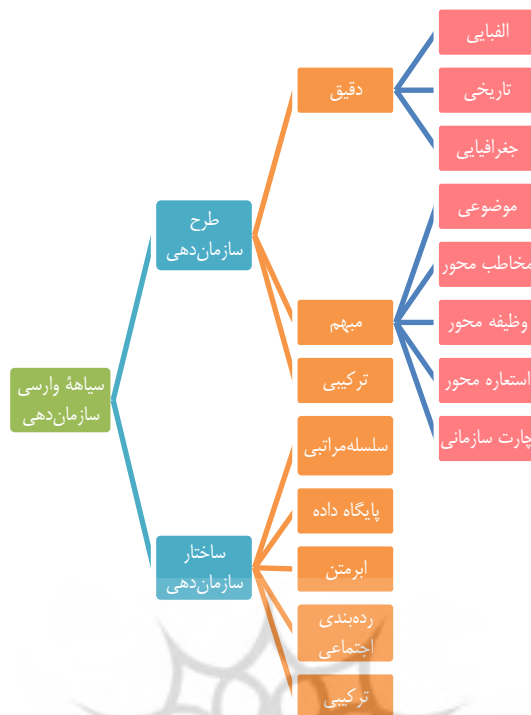 سیاههٔ وارسی
سازمان‌دهی
طرح
سازمان‌دهی
دقیق
الفبایی
تاریخی
جغرافیایی
مبهم
موضوعی
مخاطب محور
وظیفه محور
استعاره محور
چارت سازمانی
ترکیبی
ساختار
سازمان‌دهی
سلسله‌مراتبی
پایگاه داده
ابرمتن
رده‌بندی
اجتماعی
ترکیبی